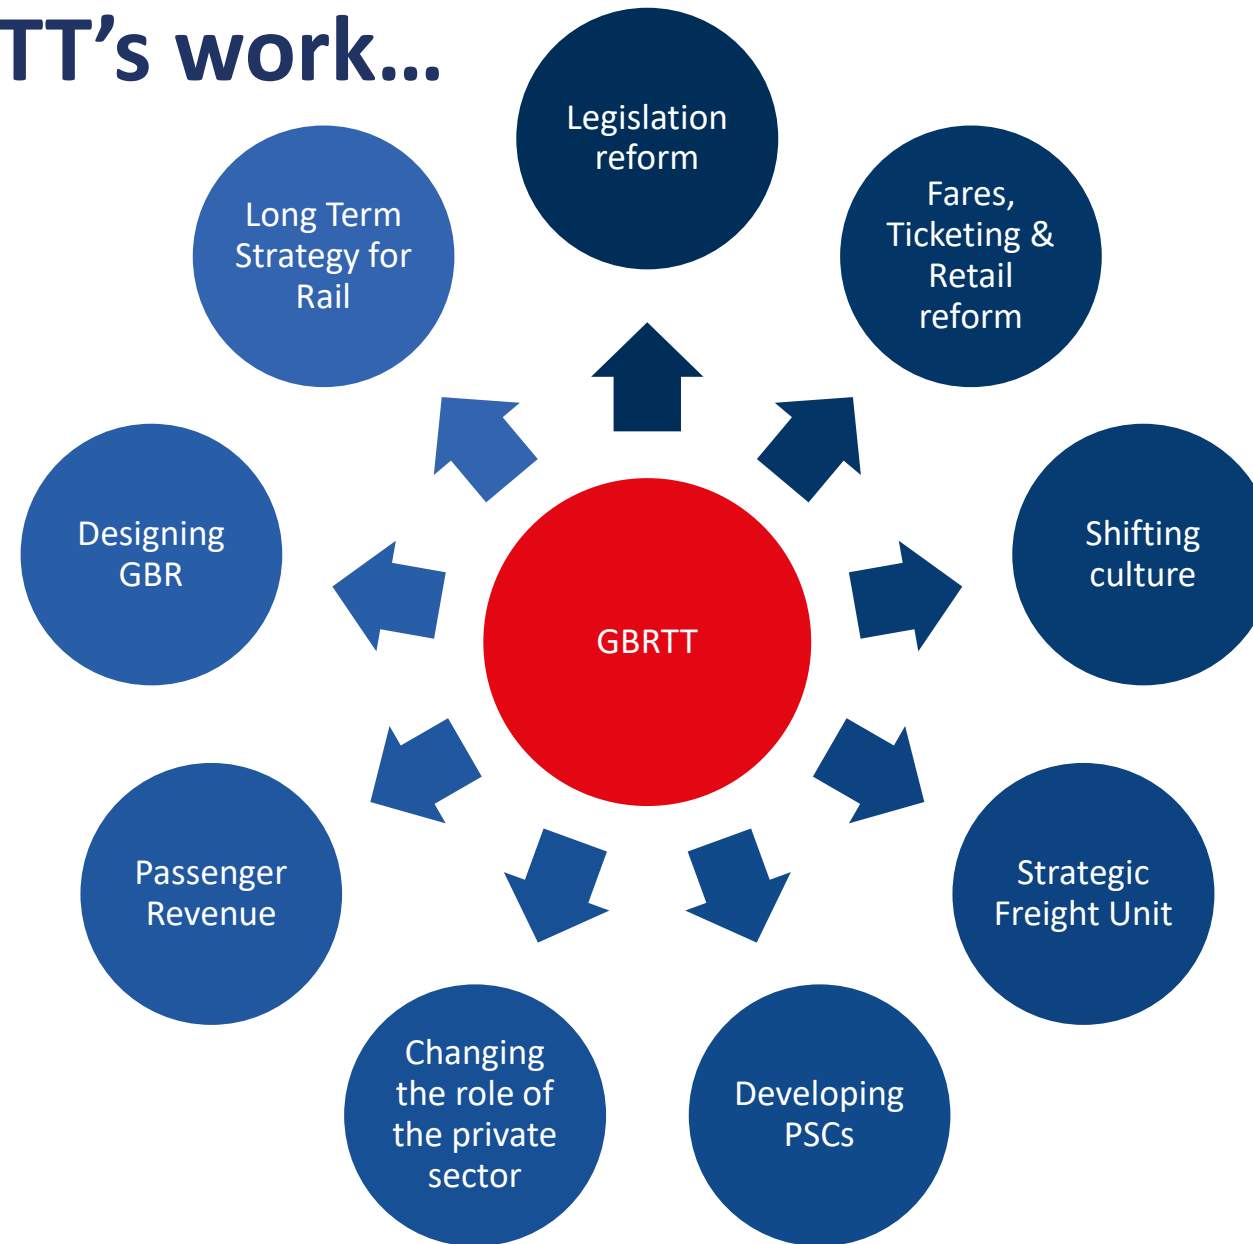 TT’s work…
Legislation
reform
Fares,
Ticketing &
Retail
reform
Shifting
culture
Strategic
Freight Unit
Developing
PSCs
Changing
the role of
the private
sector
Passenger
Revenue
Designing
GBR
Long Term
Strategy for
Rail
GBRTT